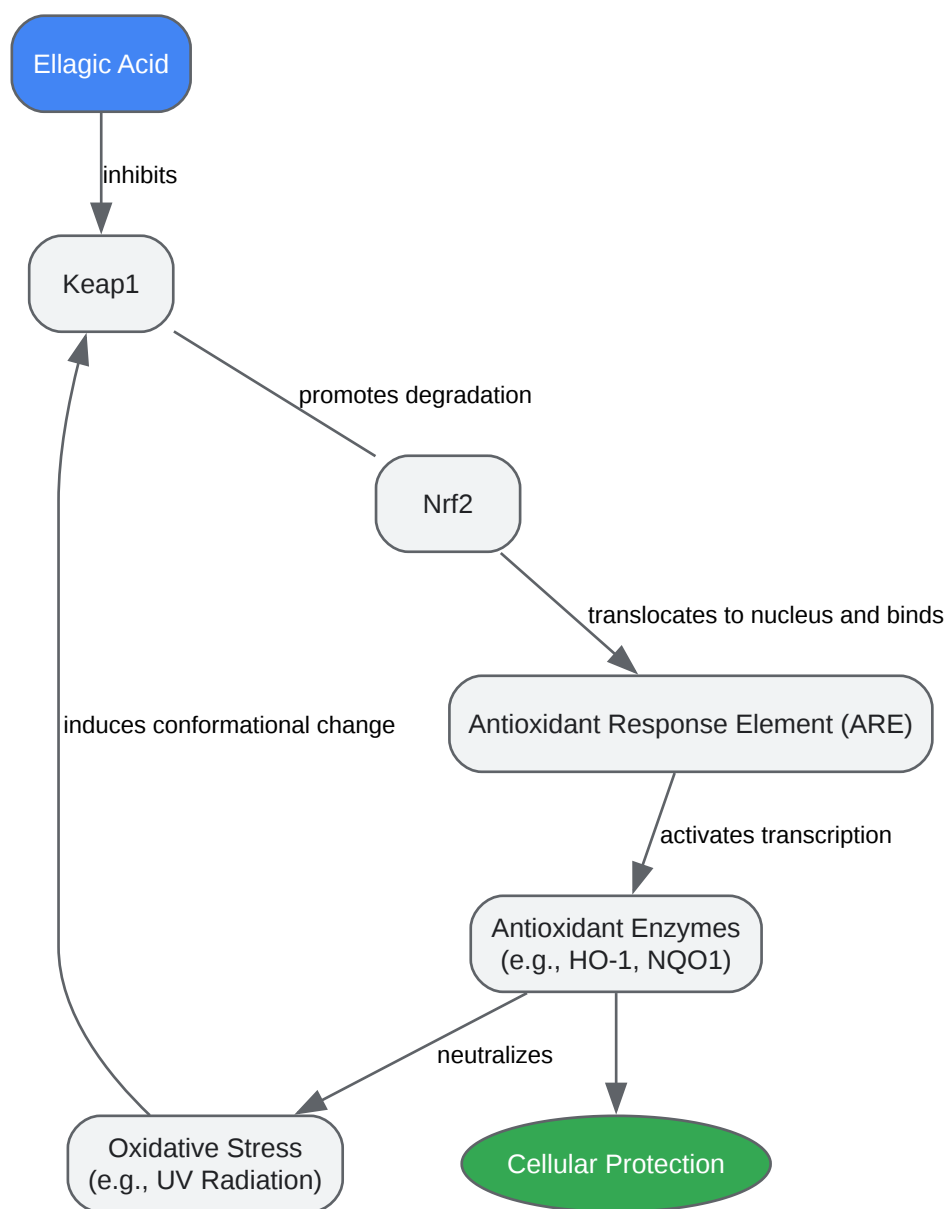 Ellagic Acid
inhibits
Keap1
promotes degradation
Nrf2
translocates to nucleus and binds
Antioxidant Response Element (ARE)
induces conformational change
activates transcription
Antioxidant Enzymes
(e.g., HO-1, NQO1)
neutralizes
Oxidative Stress
(e.g., UV Radiation)
Cellular Protection